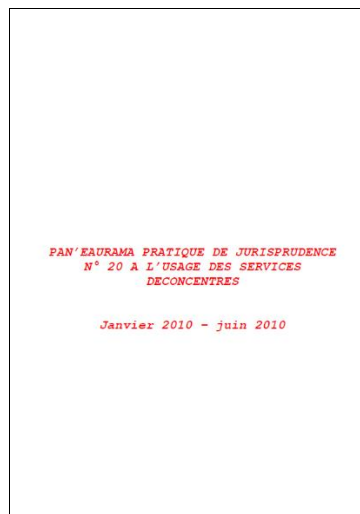 PAN'EAURAMA PRATIQUE DE JURISPRUDENCE
N° 20 A L'USAGE DES SERVICES
DECONCENTRES
Janvier 2010 – juin 2010